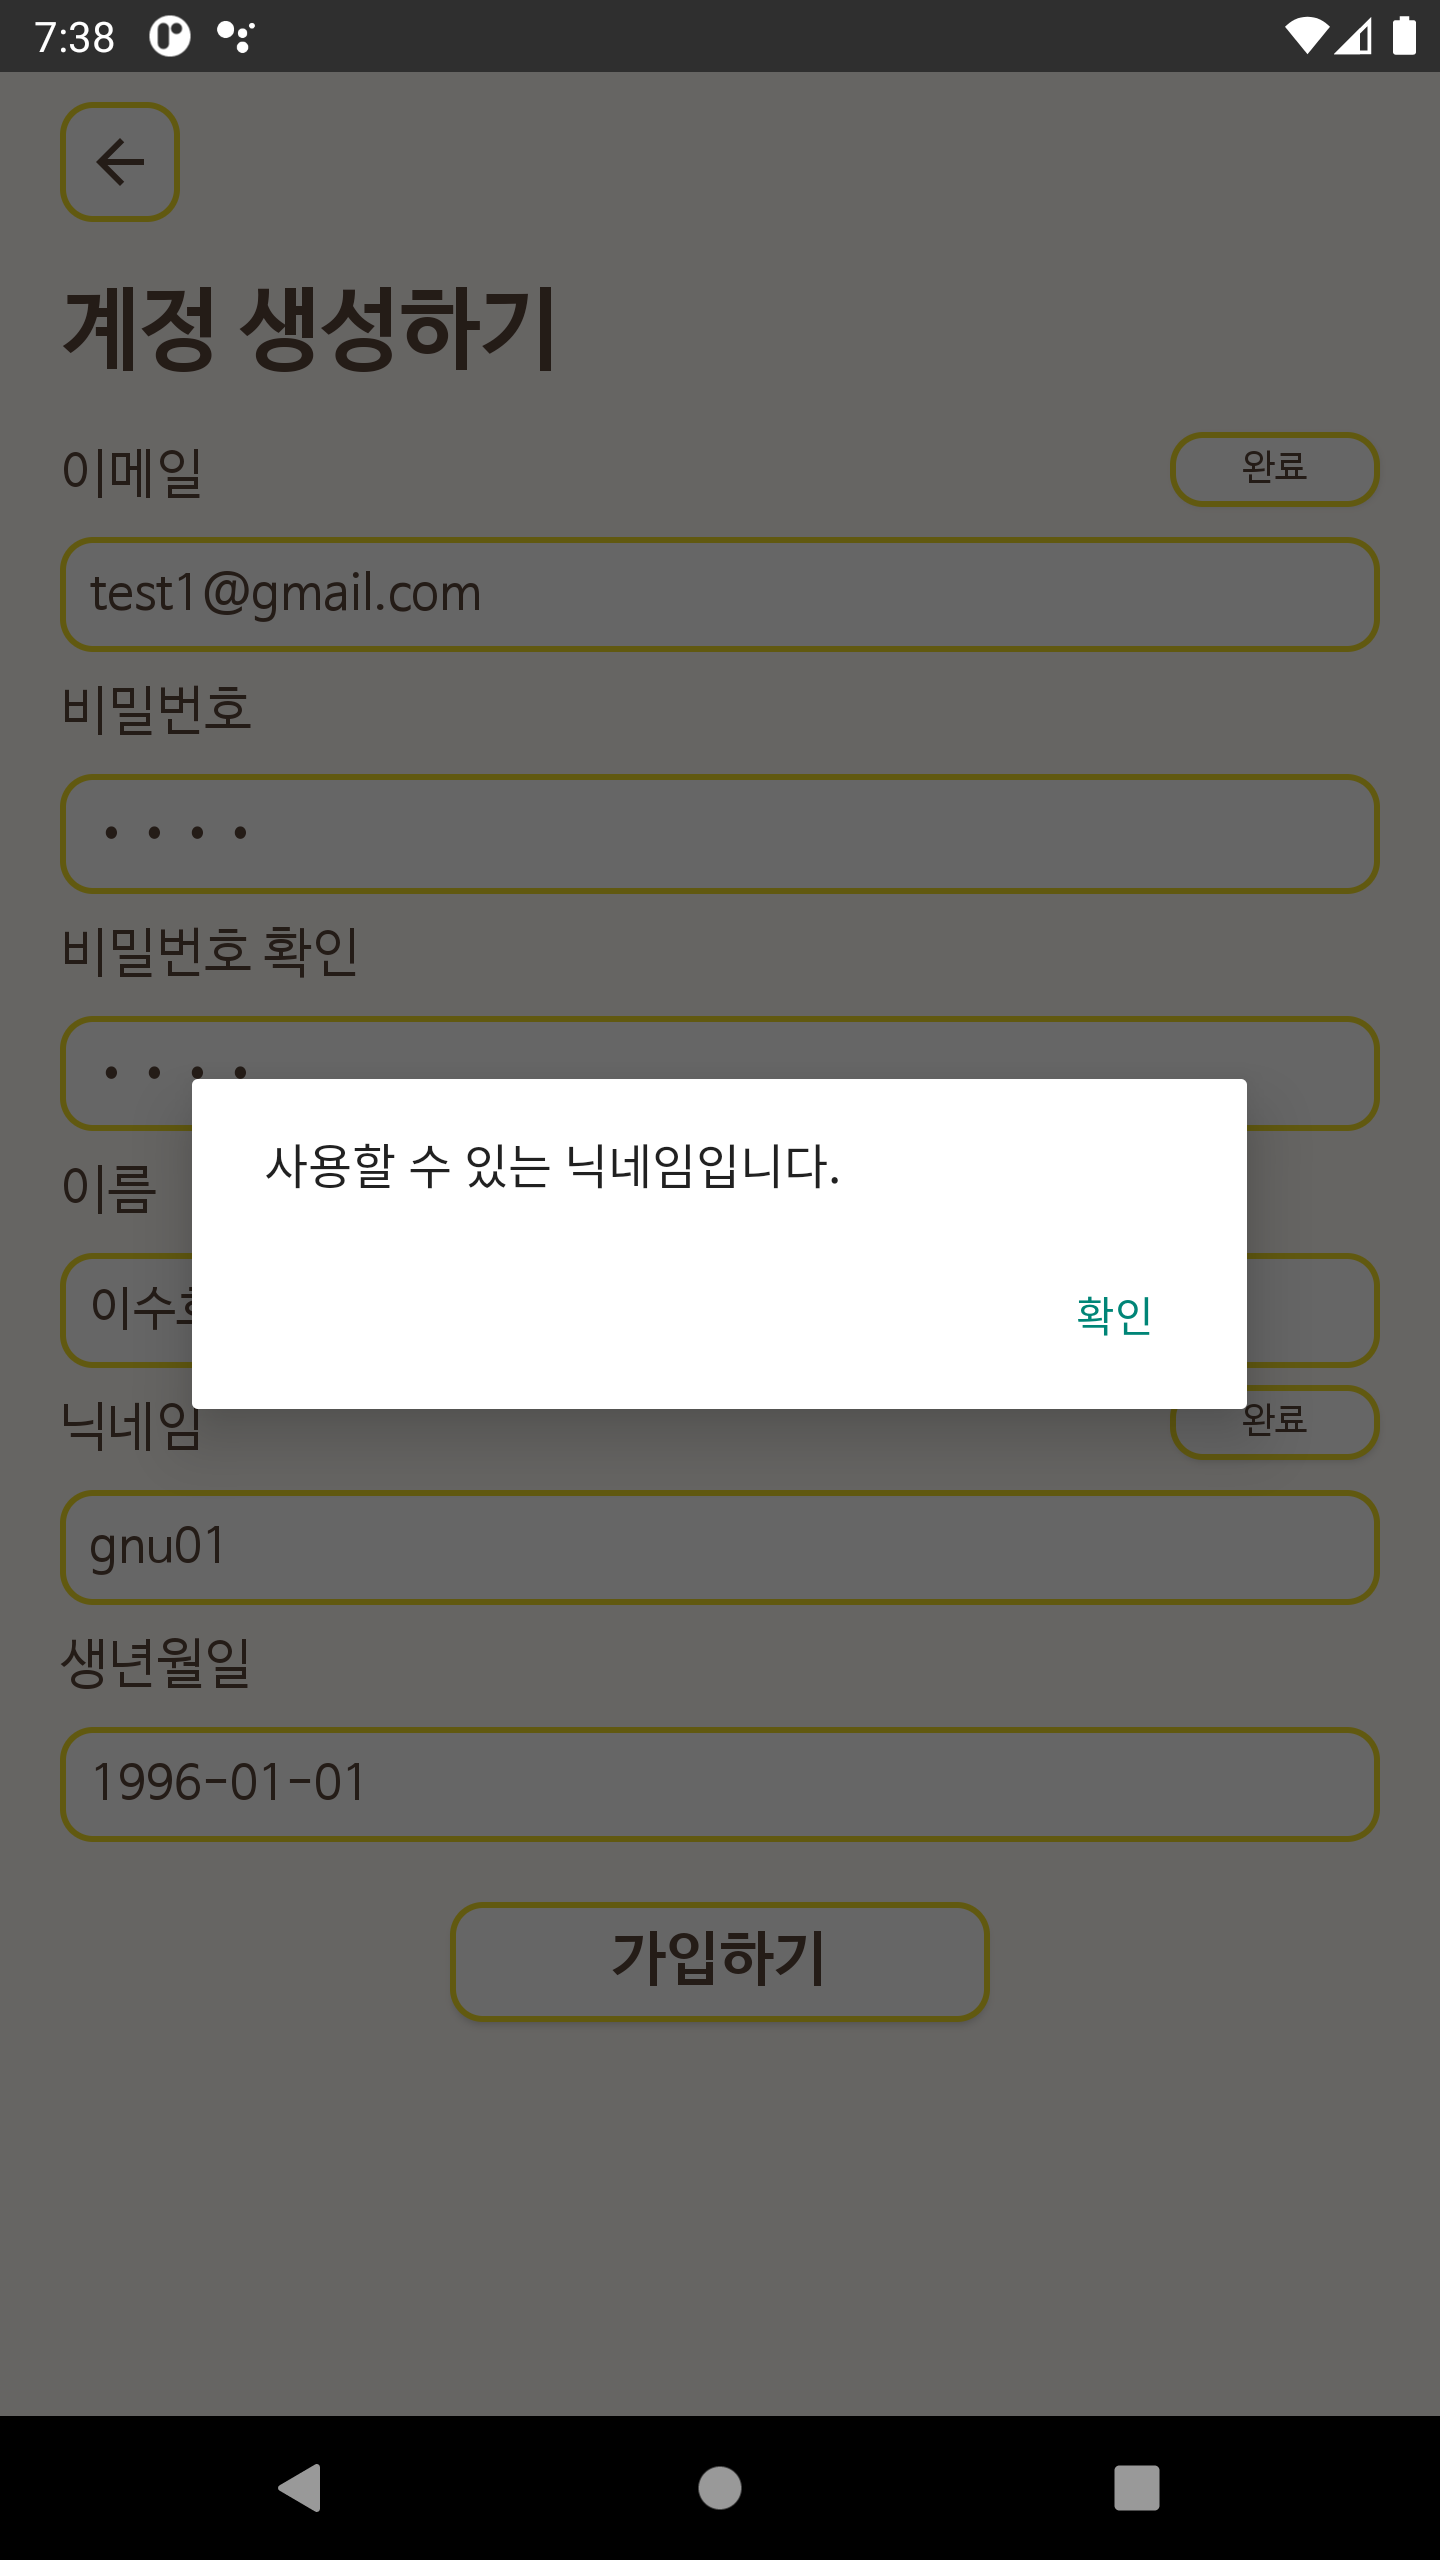 7:38
계정 생성하기
이메일 완료
test1@gmail.com
비밀번호
비밀번호 확인
이름
이수
사용할 수 있는 닉네임입니다.
확인
닉네임 완료
gnu01
생년월일
1996-01-01
가입하기